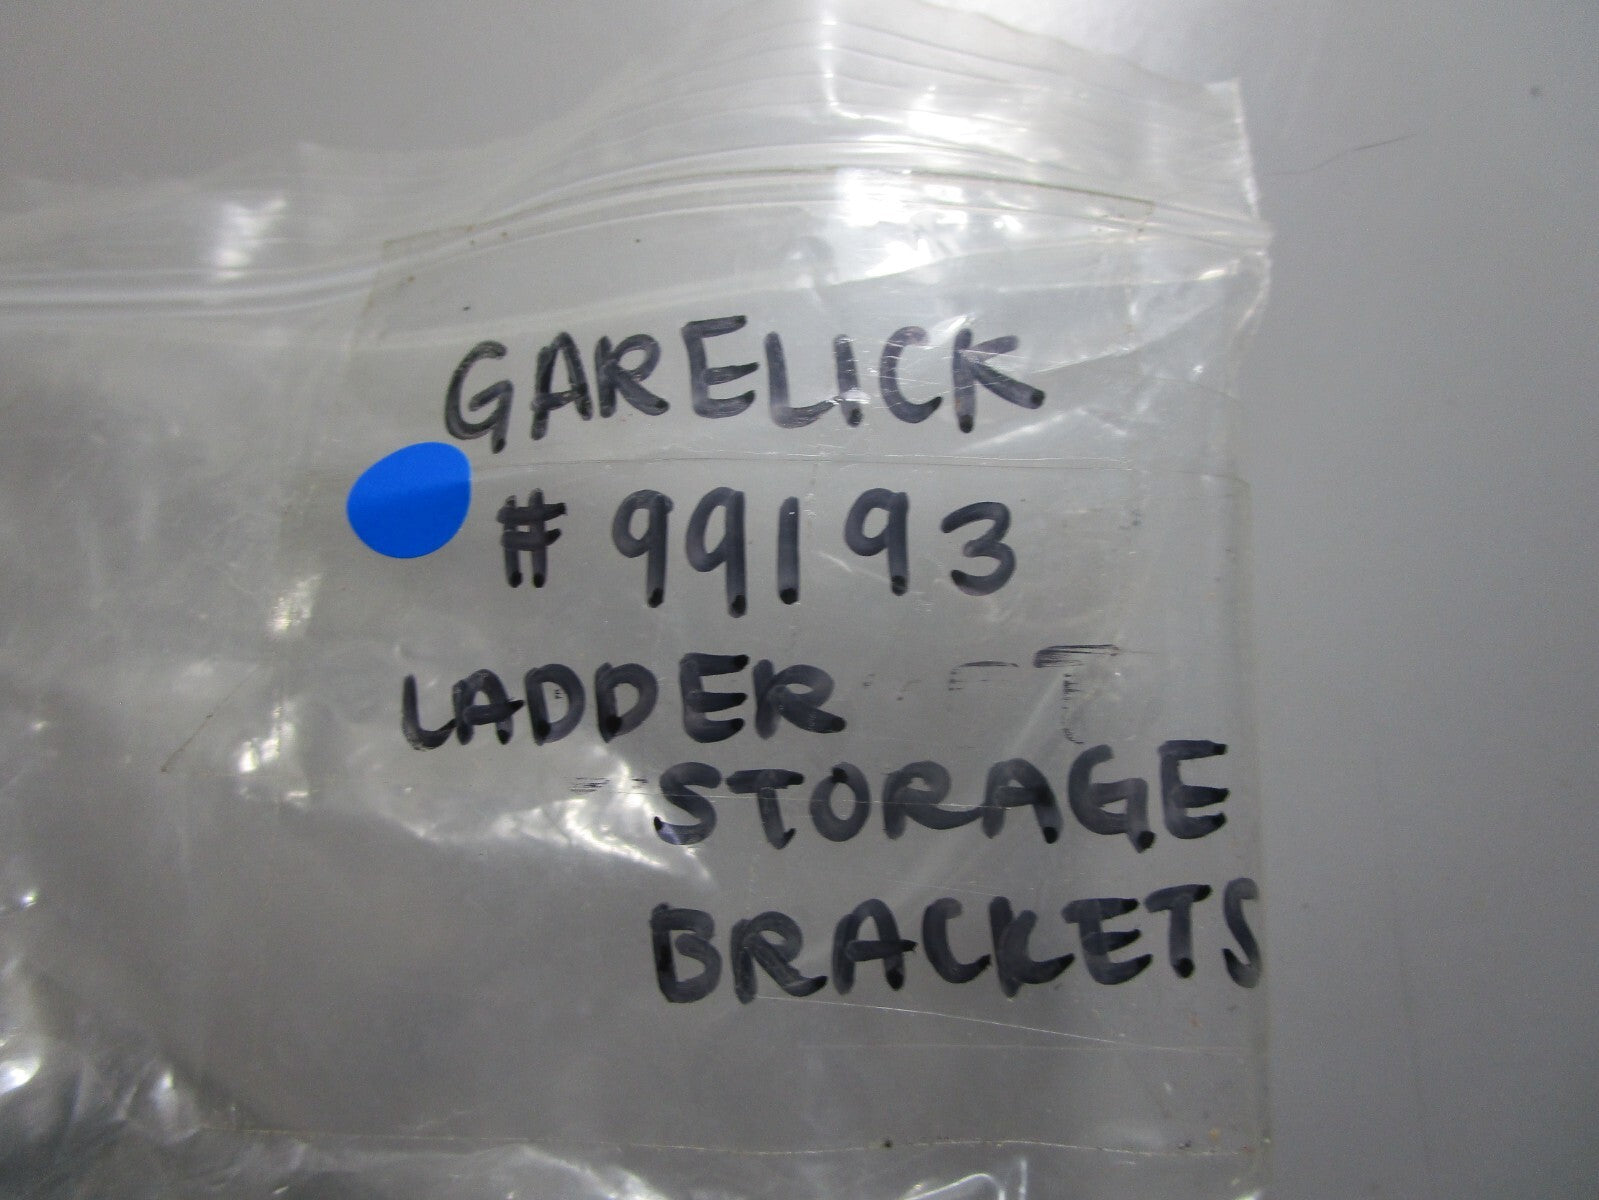 GARELICK
# 99193
LADDER
STORAGE
BRACKETS